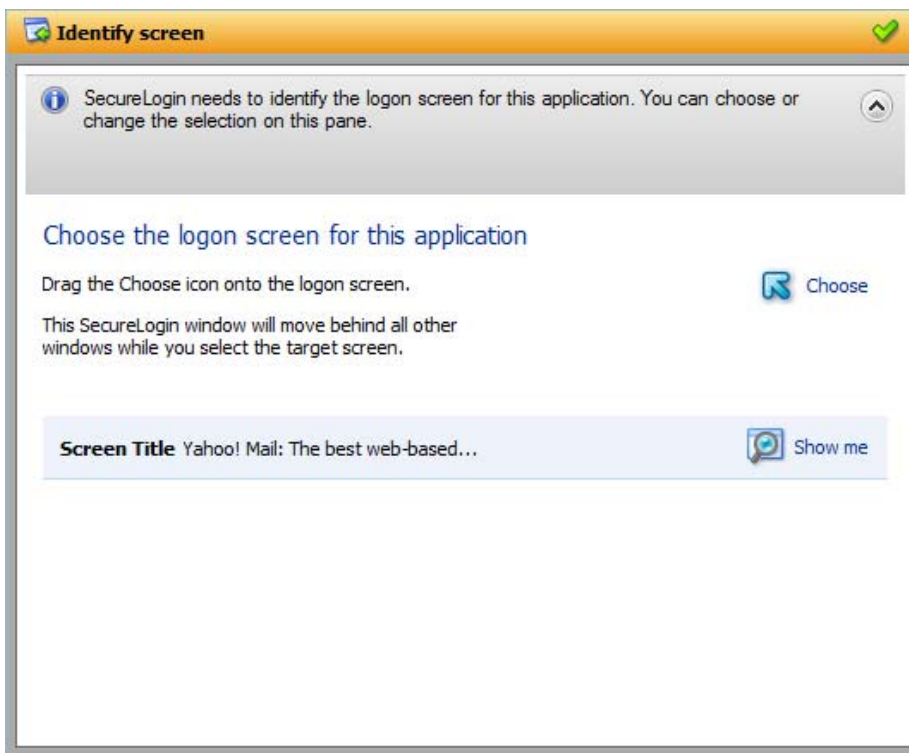 Identify screen
SecureLogin needs to identify the logon screen for this application. You can choose or
change the selection on this pane.
Choose the logon screen for this application
Drag the Choose icon onto the logon screen.
Choose
This SecureLogin window will move behind all other
windows while you select the target screen.
Screen Title Yahoo! Mail: The best web-based...
Show me